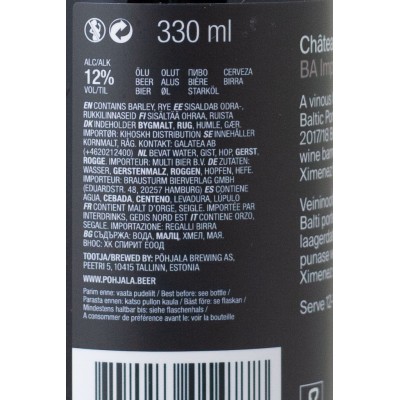 330 ml
ALC/ALK
12%
VOL/TIL
ÕLU OLUT ПИВО CERVEZA
BEER ALUS BIERE BIRRA
BIER ØL STARKÖL
EN CONTAINS BARLEY, RYE EE SISALDAB ODRA-,
RUKKILINNASEID FI SISÄLTÄÄ OHRAA, RUISTA
DK INDEHOLDER BYGMALT, RUG, HUMLE, GÆR.
IMPORTØR: KIHOSKH DISTRIBUTION SE INNEHÅLLER
KORNMALT, RÅG. KONTAKT: GALATEA AB
(+4620212400) NL BEVAT WATER, GIST, HOP, GERST,
ROGGE. IMPORTEUR: MULTI BIER B.V. DE ZUTATEN:
WASSER, GERSTENMALZ, ROGGEN, HOPFEN, HEFE.
IMPORTEUR: BRAUSTURM BIERVERLAG GMBH
(EDUARDSTR. 48, 20257 HAMBURG) ES CONTIENE
AGUA, CEBADA, CENTENO, LEVADURA, LÚPULO
FR CONTIENT MALT D'ORGE, SEIGLE. IMPORTÉE PAR
INTERDRINKS, GEDIS NORD EST IT CONTIENE ORZO,
SEGALE. IMPORTAZIONE: REGALLI BIRRA
BG СЪДЪРЖА: ВОДА, МАЛЦ, ХМЕЛ, МАЯ.
ВНОС: ХК СПИРИТ ЕООД
TOOTJA/BREWED BY: PÕHJALA BREWING AS,
PEETRI 5, 10415 TALLINN, ESTONIA
WWW.POHJALA.BEER
Parim enne: vaata pudelilt / Best before: see bottle /
Parasta ennen: katso pullon kaula / Bäst före: se flaskan /
Mindestens haltbar bis: siehe flaschenhals /
A consommer de préférence avant le: voir la bouteille
Châtea
BA Imp
A vinous
Baltic Por
2017/18 B
wine barre
Ximenez
Veininoo
Balti port
laagerda
punase v
Ximenez
Serve 12-